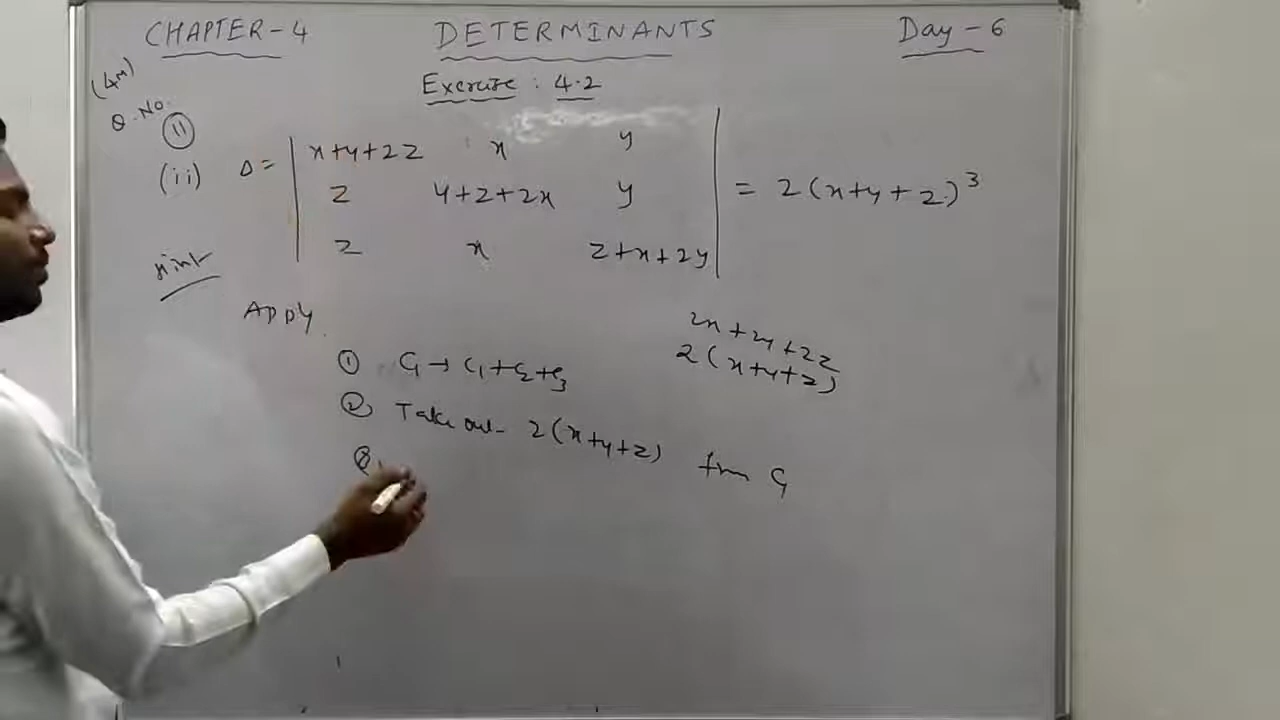 CHAPTER-4 DETERMINANTS Day-6
(4M) Exercise : 4.2
Q.No. (11)
(ii) Δ = | x+y+2z x y |
| z y+z+2x y | = 2(x+y+z)³
| z x z+x+2y |
Hint
APPLY
① C₁ → C₁+C₂+C₃
2x+2y+2z
2(x+y+z)
② Take out 2(x+y+z) from C₁
③